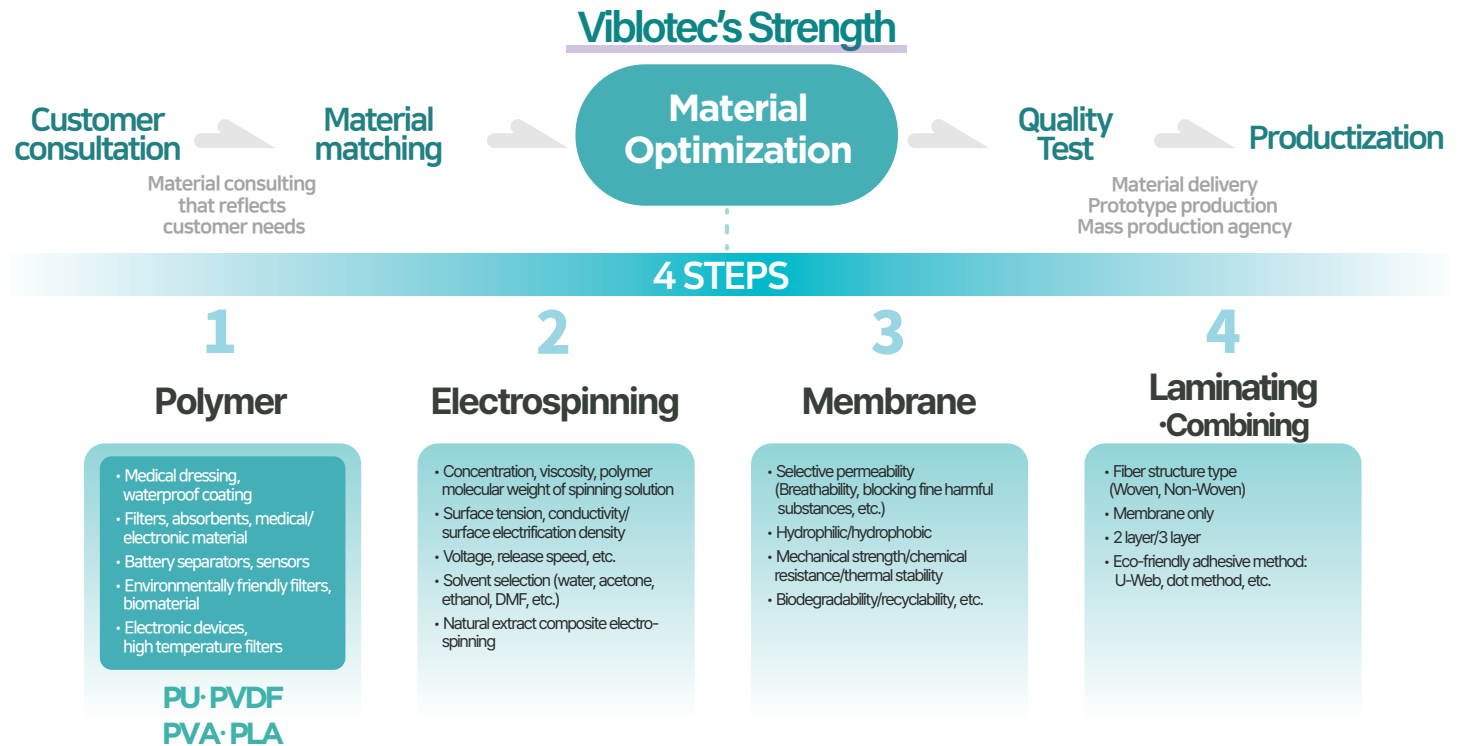 Viblotec's Strength
Customer
consultation
Material
matching
Material
Optimization
Quality
Test
Productization
Material consulting
that reflects
customer needs
Material delivery
Prototype production
Mass production agency
4 STEPS
1
Polymer
• Medical dressing,
waterproof coating
• Filters, absorbents, medical/
electronic material
• Battery separators, sensors
• Environmentally friendly filters,
biomaterial
• Electronic devices,
high temperature filters
PU· PVDF
PVA· PLA
2
Electrospinning
• Concentration, viscosity, polymer
molecular weight of spinning solution
• Surface tension, conductivity/
surface electrification density
• Voltage, release speed, etc.
• Solvent selection (water, acetone,
ethanol, DMF, etc.)
• Natural extract composite electro-
spinning
3
Membrane
• Selective permeability
(Breathability, blocking fine harmful
substances, etc.)
• Hydrophilic/hydrophobic
• Mechanical strength/chemical
resistance/thermal stability
• Biodegradability/recyclability, etc.
4
Laminating
·Combining
• Fiber structure type
(Woven, Non-Woven)
• Membrane only
• 2 layer/3 layer
• Eco-friendly adhesive method:
U-Web, dot method, etc.